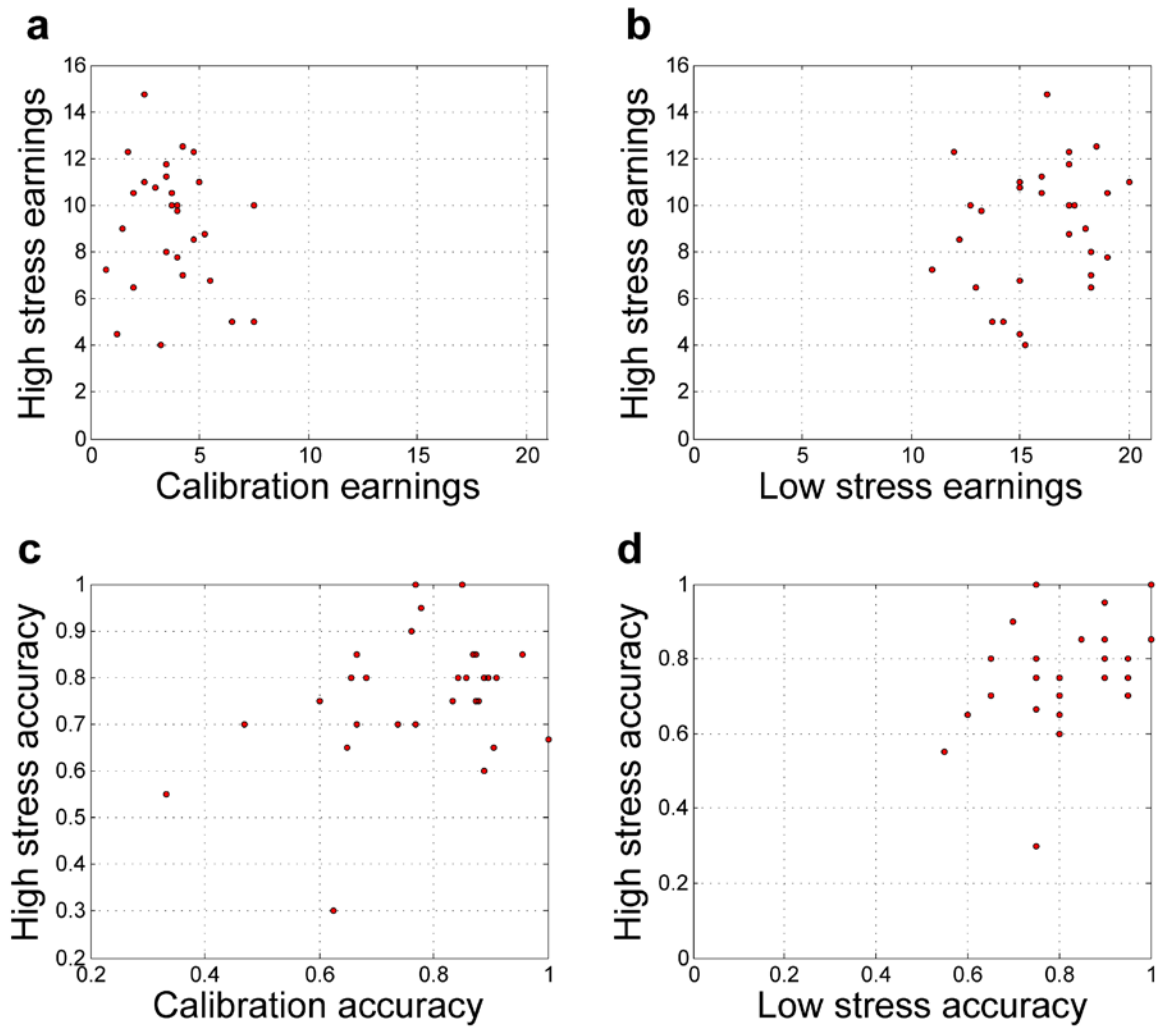 a
High stress earnings
16
14
12
10
8
6
4
2
0
0 5 10 15 20
Calibration earnings
b
High stress earnings
16
14
12
10
8
6
4
2
0
0 5 10 15 20
Low stress earnings
c
High stress accuracy
1
0.9
0.8
0.7
0.6
0.5
0.4
0.3
0.2
0.2 0.4 0.6 0.8 1
Calibration accuracy
d
High stress accuracy
1
0.8
0.6
0.4
0.2
0
0 0.2 0.4 0.6 0.8 1
Low stress accuracy